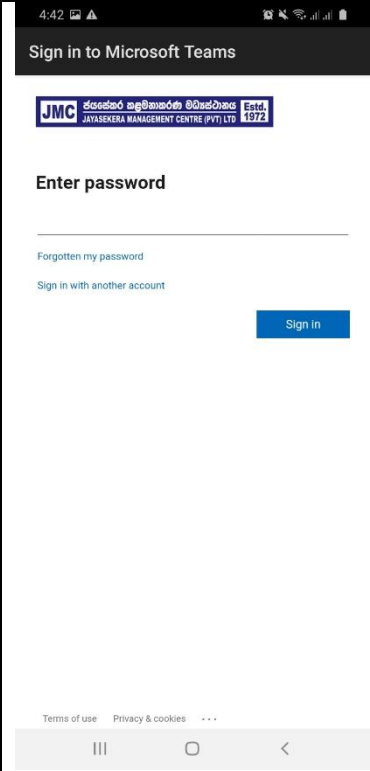 4:42
Sign in to Microsoft Teams
JMC
ජයසේකර කළමනාකරණ මධ්‍යස්ථානය
JAYASEKERA MANAGEMENT CENTRE (PVT) LTD
Estd.
1972
Enter password
Forgotten my password
Sign in with another account
Sign in
Terms of use Privacy & cookies ...